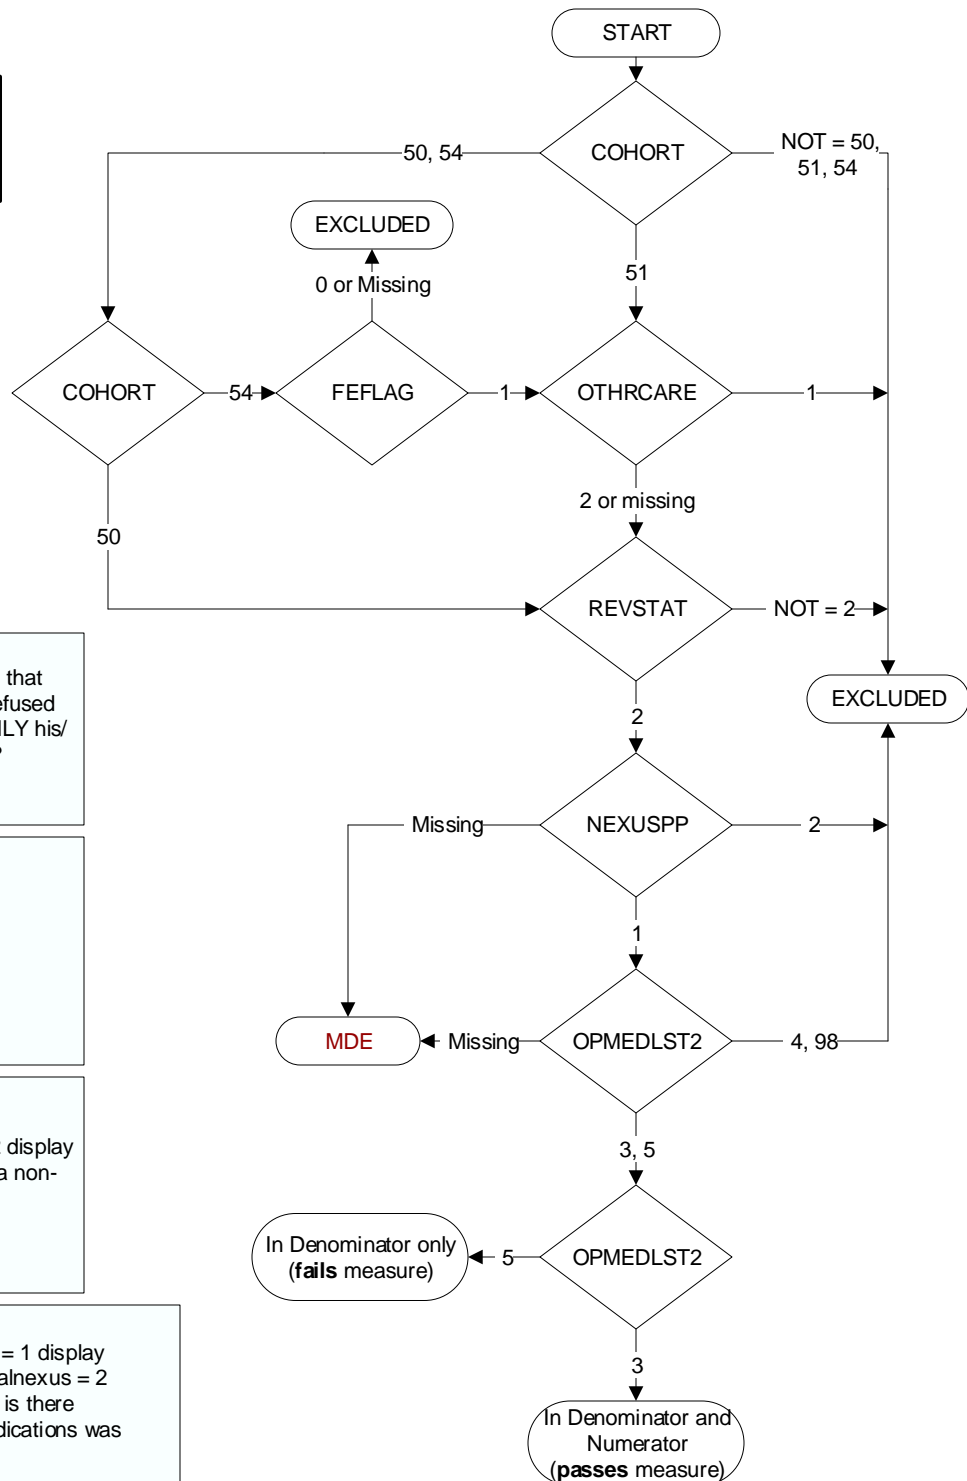 START
COHORT
50, 54
NOT = 50,
51, 54
EXCLUDED
0 or Missing
51
COHORT
54
FEFLAG
1
OTHRCARE
1
2 or missing
50
REVSTAT
NOT = 2
EXCLUDED
2
NEXUSPP
Missing
2
1
MDE
Missing
OPMEDLST2
4, 98
3, 5
In Denominator only
(fails measure)
5
OPMEDLST2
3
In Denominator and
Numerator
(passes measure)
that
efused
NLY his/
display
a non-
= 1 display
alnexus = 2
is there
dications was